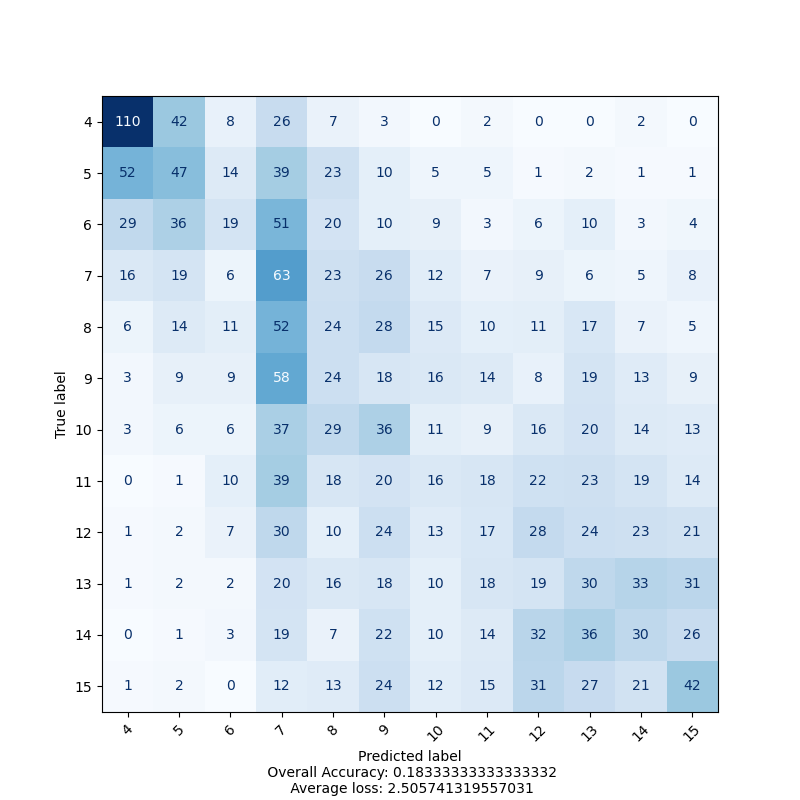 4 110 42 8 26 7 3 0 2 0 0 2 0
5 52 47 14 39 23 10 5 5 1 2 1 1
6 29 36 19 51 20 10 9 3 6 10 3 4
7 16 19 6 63 23 26 12 7 9 6 5 8
8 6 14 11 52 24 28 15 10 11 17 7 5
9 3 9 9 58 24 18 16 14 8 19 13 9
10 3 6 6 37 29 36 11 9 16 20 14 13
11 0 1 10 39 18 20 16 18 22 23 19 14
12 1 2 7 30 10 24 13 17 28 24 23 21
13 1 2 2 20 16 18 10 18 19 30 33 31
14 0 1 3 19 7 22 10 14 32 36 30 26
15 1 2 0 12 13 24 12 15 31 27 21 42
True label
4 5 6 7 8 9 10 11 12 13 14 15
Predicted label
Overall Accuracy: 0.18333333333333332
Average loss: 2.505741319557031